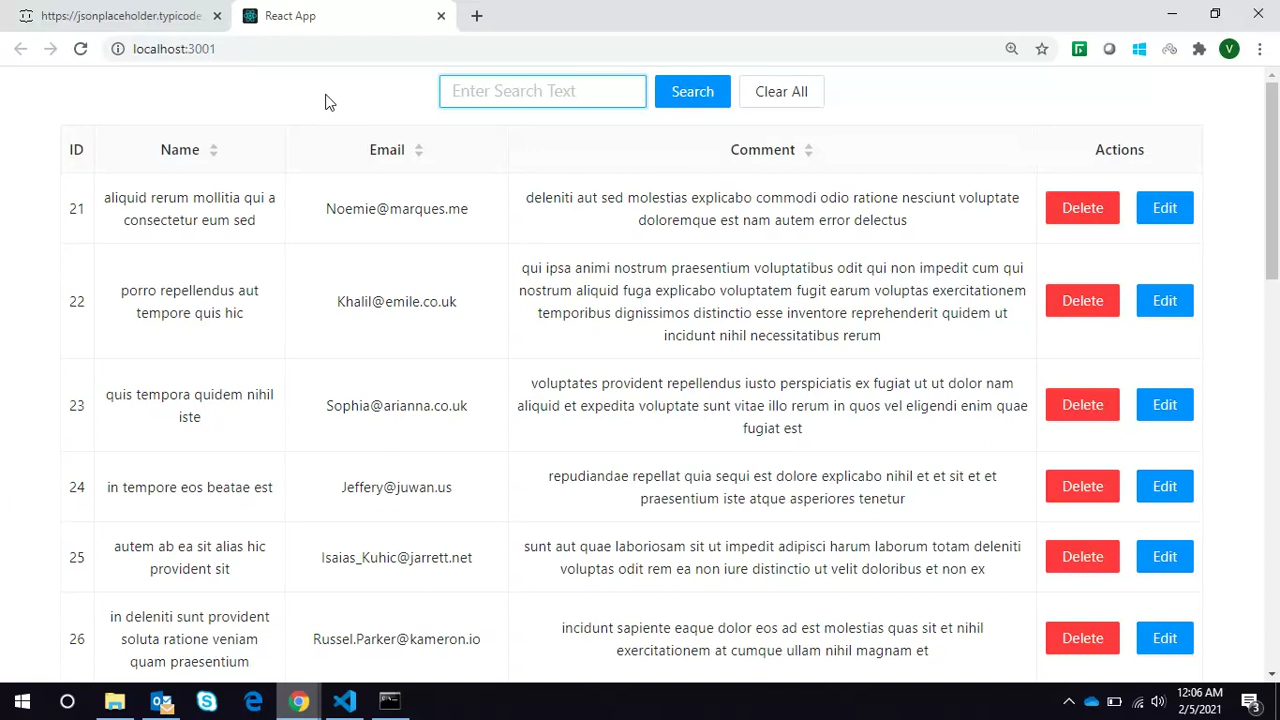 https://jsonplaceholder.typicode
React App
localhost:3001
V
Enter Search Text
Search
Clear All
ID
Name
Email
Comment
Actions
21
aliquid rerum mollitia qui a
consectetur eum sed
Noemie@marques.me
deleniti aut sed molestias explicabo commodi odio ratione nesciunt voluptate
doloremque est nam autem error delectus
Delete
Edit
22
porro repellendus aut
tempore quis hic
Khalil@emile.co.uk
qui ipsa animi nostrum praesentium voluptatibus odit qui non impedit cum qui
nostrum aliquid fuga explicabo voluptatem fugit earum voluptas exercitationem
temporibus dignissimos distinctio esse inventore reprehenderit quidem ut
incidunt nihil necessitatibus rerum
Delete
Edit
23
quis tempora quidem nihil
iste
Sophia@arianna.co.uk
voluptates provident repellendus iusto perspiciatis ex fugiat ut ut dolor nam
aliquid et expedita voluptate sunt vitae illo rerum in quos vel eligendi enim quae
fugiat est
Delete
Edit
24
in tempore eos beatae est
Jeffery@juwan.us
repudiandae repellat quia sequi est dolore explicabo nihil et et sit et et
praesentium iste atque asperiores tenetur
Delete
Edit
25
autem ab ea sit alias hic
provident sit
Isaias_Kuhic@jarrett.net
sunt aut quae laboriosam sit ut impedit adipisci harum laborum totam deleniti
voluptas odit rem ea non iure distinctio ut velit doloribus et non ex
Delete
Edit
26
in deleniti sunt provident
soluta ratione veniam
quam praesentium
Russel.Parker@kameron.io
incidunt sapiente eaque dolor eos ad est molestias quas sit et nihil
exercitationem at cumque ullam nihil magnam et
Delete
Edit
12:06 AM
2/5/2021
3